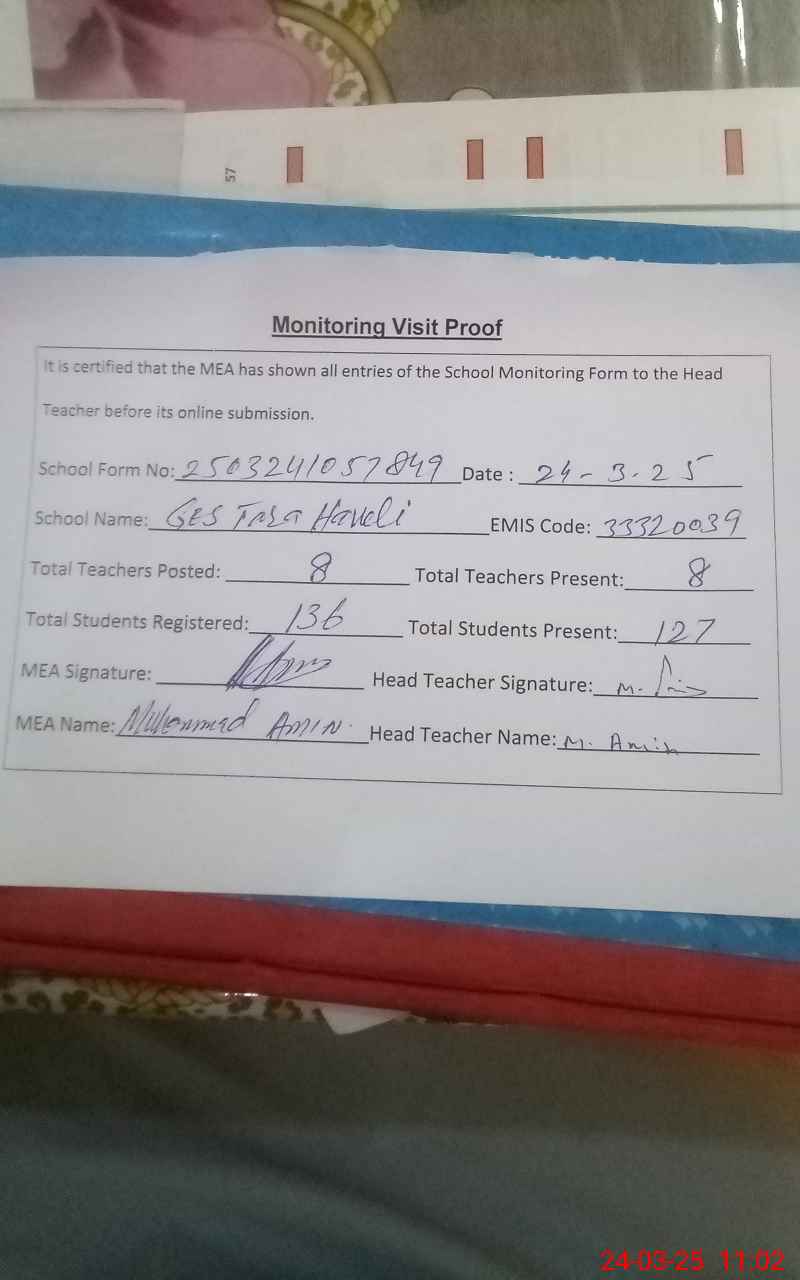 57
Monitoring Visit Proof
It is certified that the MEA has shown all entries of the School Monitoring Form to the Head
Teacher before its online submission.
School Form No: 2503241057849 Date : 24-3-25
School Name: GES Tara Haveli EMIS Code: 33320039
Total Teachers Posted: 8 Total Teachers Present: 8
Total Students Registered: 136 Total Students Present: 127
MEA Signature: Head Teacher Signature: M.
MEA Name: Muhammad AMIN. Head Teacher Name: M. Amin
24-03-25 11:02